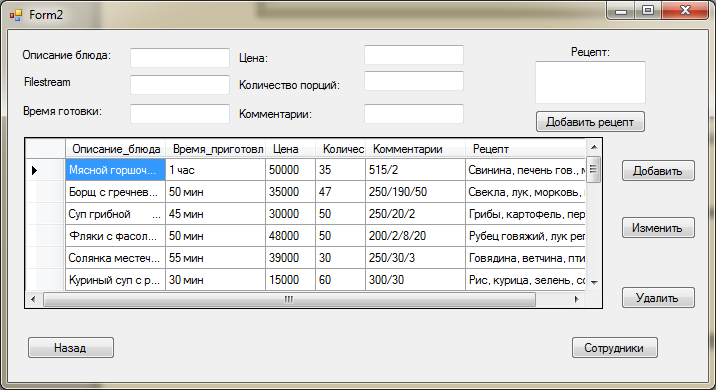 Form2
Описание блюда:
Цена:
Рецепт:
Filestream
Количество порций:
Время готовки:
Комментарии:
Добавить рецепт
Описание_блюда Время_приготовл Цена Количес Комментарии Рецепт
Мясной горшоч... 1 час 50000 35 515/2 Свинина, печень гов., м
Борщ с гречнев... 50 мин 35000 47 250/190/50 Свекла, лук, морковь,
Суп грибной ... 45 мин 30000 50 250/20/2 Грибы, картофель, пер
Фляки с фасол... 50 мин 48000 50 200/2/8/20 Рубец говяжий, лук реп
Солянка местеч... 55 мин 39000 30 250/30/3 Говядина, ветчина, пти
Куриный суп с р... 30 мин 15000 60 300/30 Рис, курица, зелень, со
Добавить
Изменить
Удалить
Назад
Сотрудники